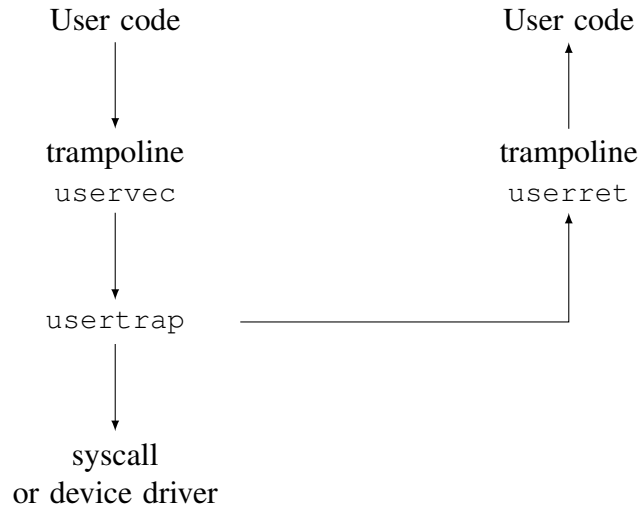 User code
trampoline
uservec
usertrap
syscall
or device driver
User code
trampoline
userret